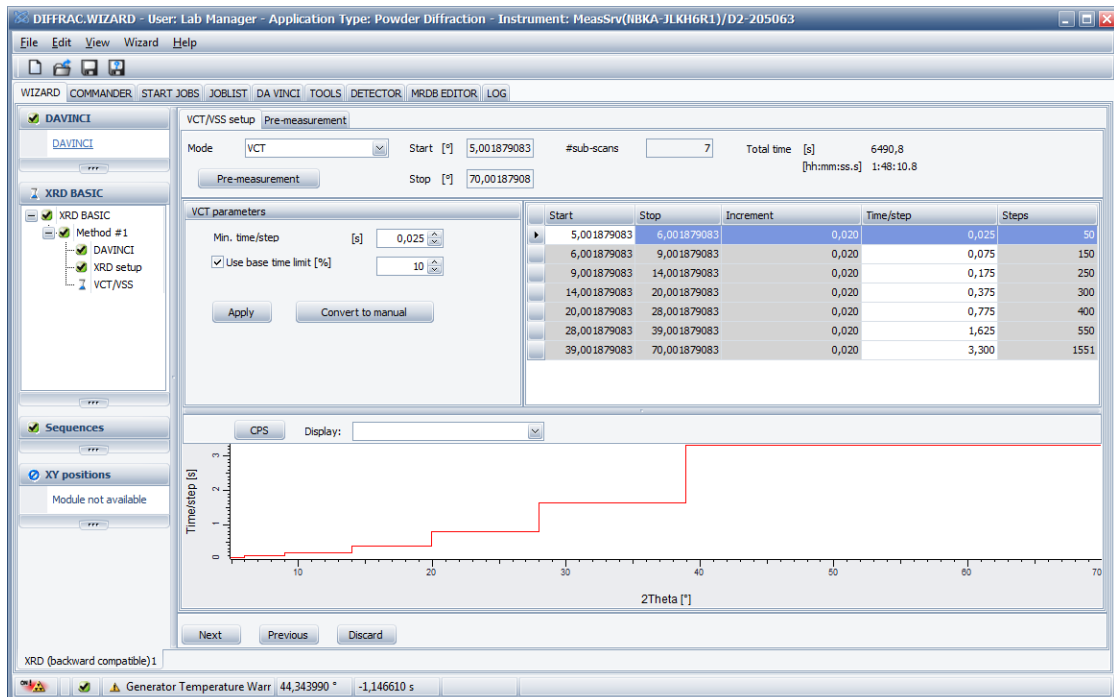 DIFFRAC.WIZARD - User: Lab Manager - Application Type: Powder Diffraction - Instrument: MeasSrv(NBKA-JLKH6R1)/D2-205063
File Edit View Wizard Help
WIZARD COMMANDER START JOBS JOBLIST DA VINCI TOOLS DETECTOR MRDB EDITOR LOG
DAVINCI
DAVINCI
XRD BASIC
XRD BASIC
Method #1
DAVINCI
XRD setup
VCT/VSS
Sequences
XY positions
Module not available
XRD (backward compatible)1
VCT/VSS setup Pre-measurement
Mode VCT Start [°] 5,001879083 #sub-scans 7 Total time [s] 6490,8
[hh:mm:ss.s] 1:48:10.8
Pre-measurement Stop [°] 70,00187908
VCT parameters
Min. time/step [s] 0,025
Use base time limit [%] 10
Apply Convert to manual
Start Stop Increment Time/step Steps
5,001879083 6,001879083 0,020 0,025 50
6,001879083 9,001879083 0,020 0,075 150
9,001879083 14,001879083 0,020 0,175 250
14,001879083 20,001879083 0,020 0,375 300
20,001879083 28,001879083 0,020 0,775 400
28,001879083 39,001879083 0,020 1,625 550
39,001879083 70,001879083 0,020 3,300 1551
CPS Display:
Time/step [s]
3
2
1
0
10 20 30 40 50 60 70
2Theta [°]
Next Previous Discard
ON Generator Temperature Warr 44,343990 ° -1,146610 s